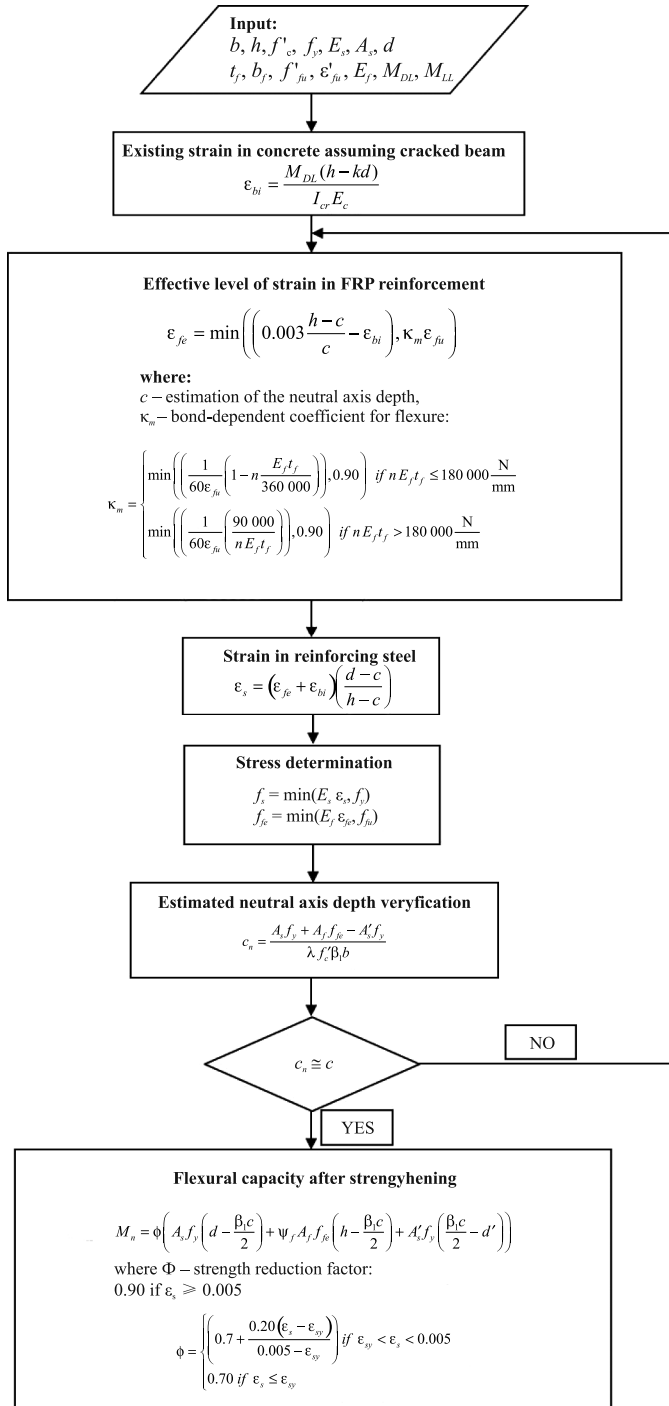 Input:
b, h, f'c, fy, Es, As, d
tf, bf, f'fu, ε'fu, Ef, MDL, MLL
Existing strain in concrete assuming cracked beam
εbi = MDL (h − kd) / Icr Ec
Effective level of strain in FRP reinforcement
εfe = min((0.003 (h − c)/c − εbi), κm εfu)
where:
c – estimation of the neutral axis depth,
κm – bond-dependent coefficient for flexure:
κm = { min((1/60εfu (1 − n Ef tf/360 000)), 0.90) if n Ef tf ≤ 180 000 N/mm
min((1/60εfu (90 000/n Ef tf)), 0.90) if n Ef tf > 180 000 N/mm
Strain in reinforcing steel
εs = (εfe + εbi)((d − c)/(h − c))
Stress determination
fs = min(Es εs, fy)
ffe = min(Ef εfe, ffu)
Estimated neutral axis depth veryfication
cn = (As fy + Af ffe − A's fy) / (λ f'c β1 b)
cn ≅ c
NO
YES
Flexural capacity after strengyhening
Mn = ϕ(As fy (d − β1c/2) + ψf Af ffe (h − β1c/2) + A's fy (β1c/2 − d'))
where Φ – strength reduction factor:
0.90 if εs ⩾ 0.005
ϕ = { (0.7 + 0.20(εs − εsy)/(0.005 − εsy)) if εsy < εs < 0.005
0.70 if εs ≤ εsy